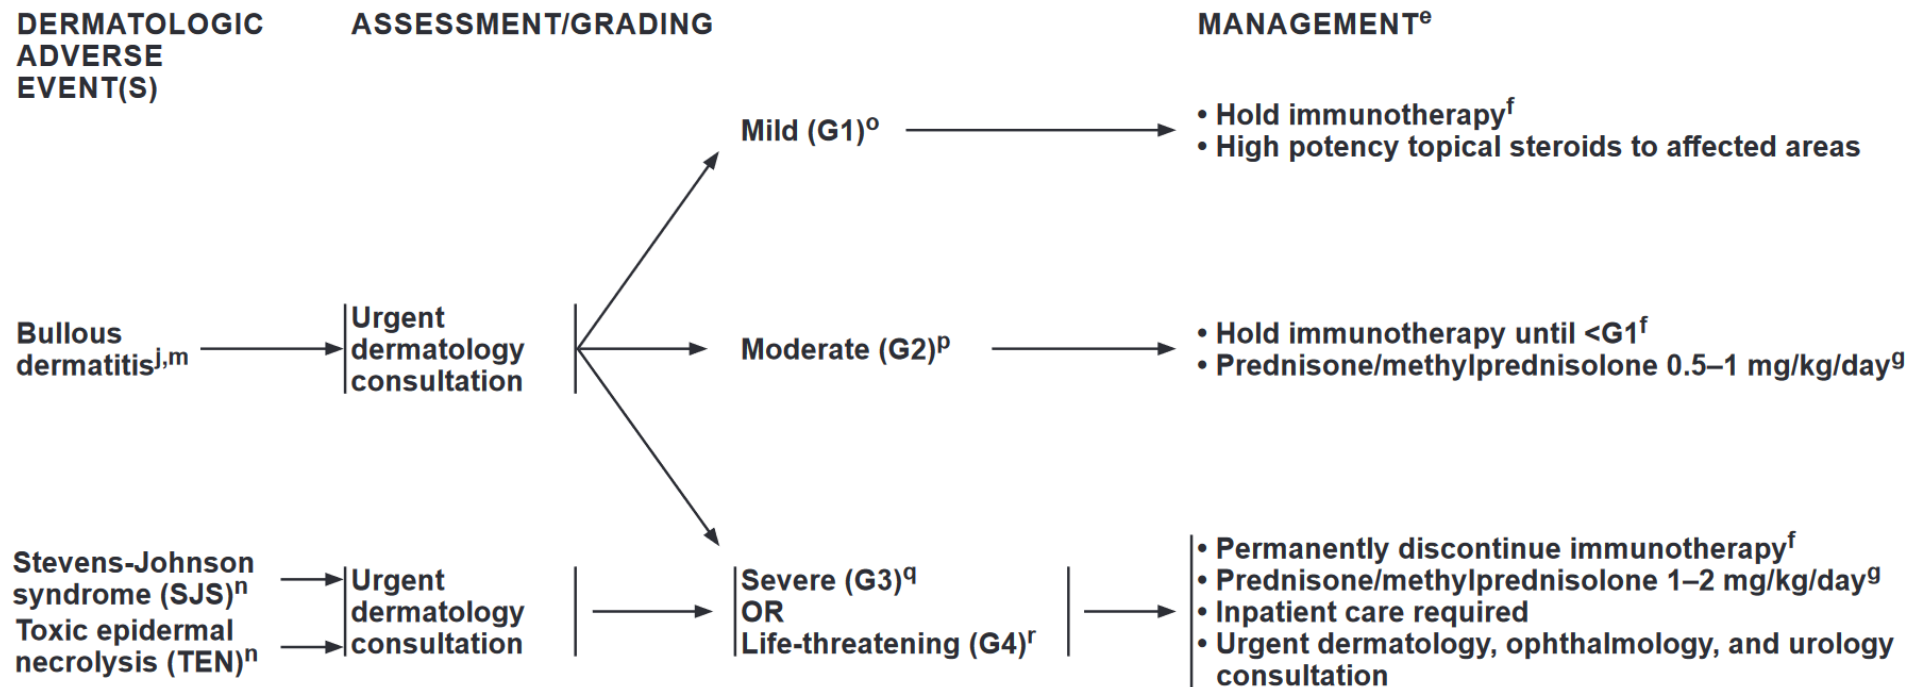 DERMATOLOGIC
ADVERSE
EVENT(S)
ASSESSMENT/GRADING
MANAGEMENTe
Mild (G1)o
• Hold immunotherapyf
• High potency topical steroids to affected areas
Bullous
dermatitisj,m
Urgent
dermatology
consultation
Moderate (G2)p
• Hold immunotherapy until <G1f
• Prednisone/methylprednisolone 0.5–1 mg/kg/dayg
Stevens-Johnson
syndrome (SJS)n
Toxic epidermal
necrolysis (TEN)n
Urgent
dermatology
consultation
Severe (G3)q
OR
Life-threatening (G4)r
• Permanently discontinue immunotherapyf
• Prednisone/methylprednisolone 1–2 mg/kg/dayg
• Inpatient care required
• Urgent dermatology, ophthalmology, and urology
consultation